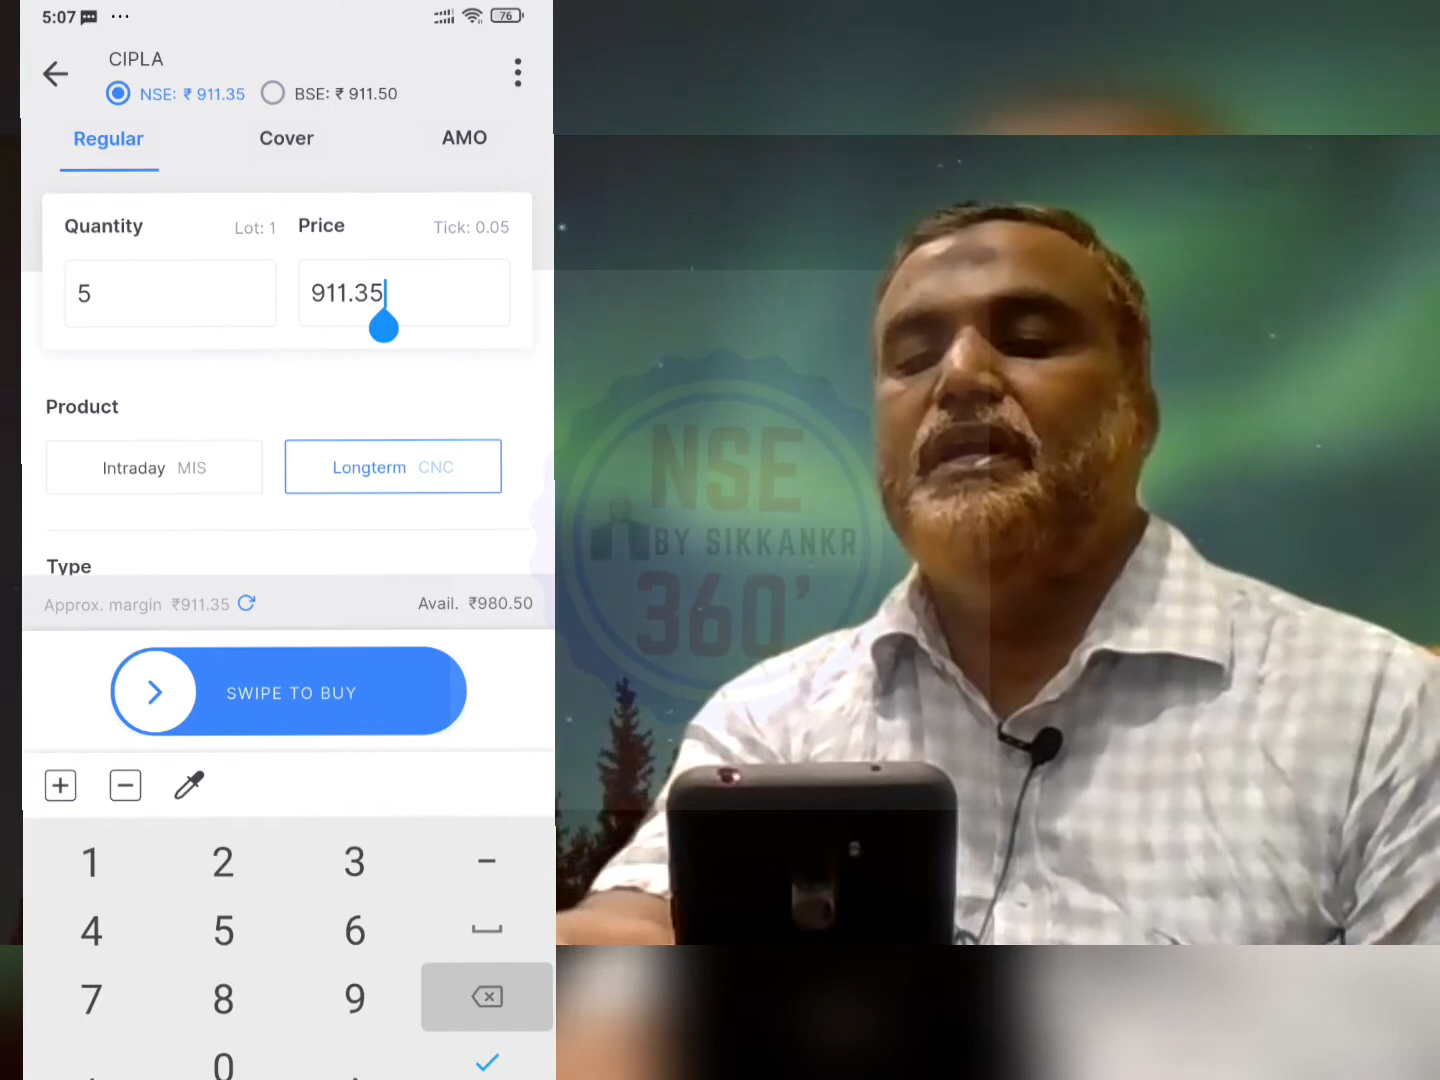 5:07
76
CIPLA
NSE: ₹ 911.35
BSE: ₹ 911.50
Regular
Cover
AMO
Quantity
Lot: 1
Price
Tick: 0.05
5
911.35
Product
Intraday MIS
Longterm CNC
Type
Approx. margin ₹911.35
Avail. ₹980.50
SWIPE TO BUY
NSE
BY SIKKANKR
360'
1 2 3 −
4 5 6
7 8 9
, 0 .